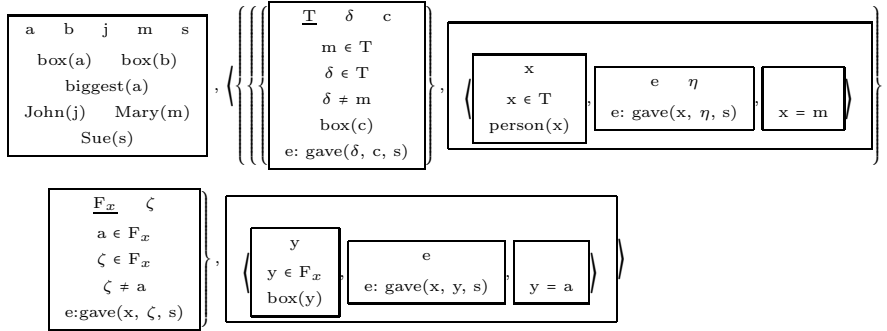 a b j m s
box(a) box(b)
biggest(a)
John(j) Mary(m)
Sue(s)
, ⟨{{{
T δ c
m ϵ T
δ ϵ T
δ ≠ m
box(c)
e: gave(δ, c, s)
},
⟨
x
x ϵ T
person(x)
,
e η
e: gave(x, η, s)
,
x = m
⟩
}
F_x ζ
a ϵ F_x
ζ ϵ F_x
ζ ≠ a
e:gave(x, ζ, s)
},
⟨
y
y ϵ F_x
box(y)
,
e
e: gave(x, y, s)
,
y = a
⟩
⟩